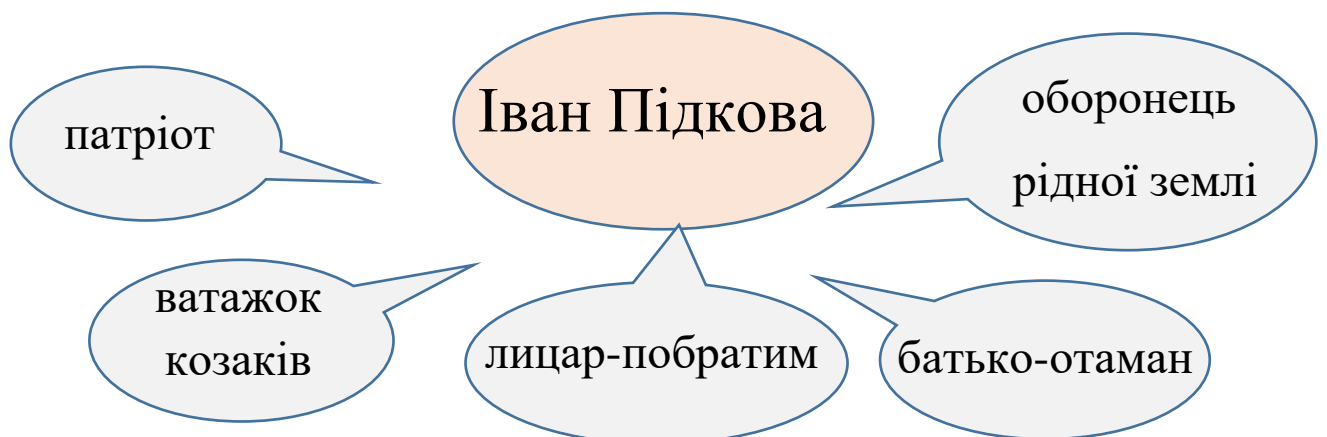 Іван Підкова
патріот
оборонець
рідної землі
ватажок
козаків
лицар-побратим
батько-отаман